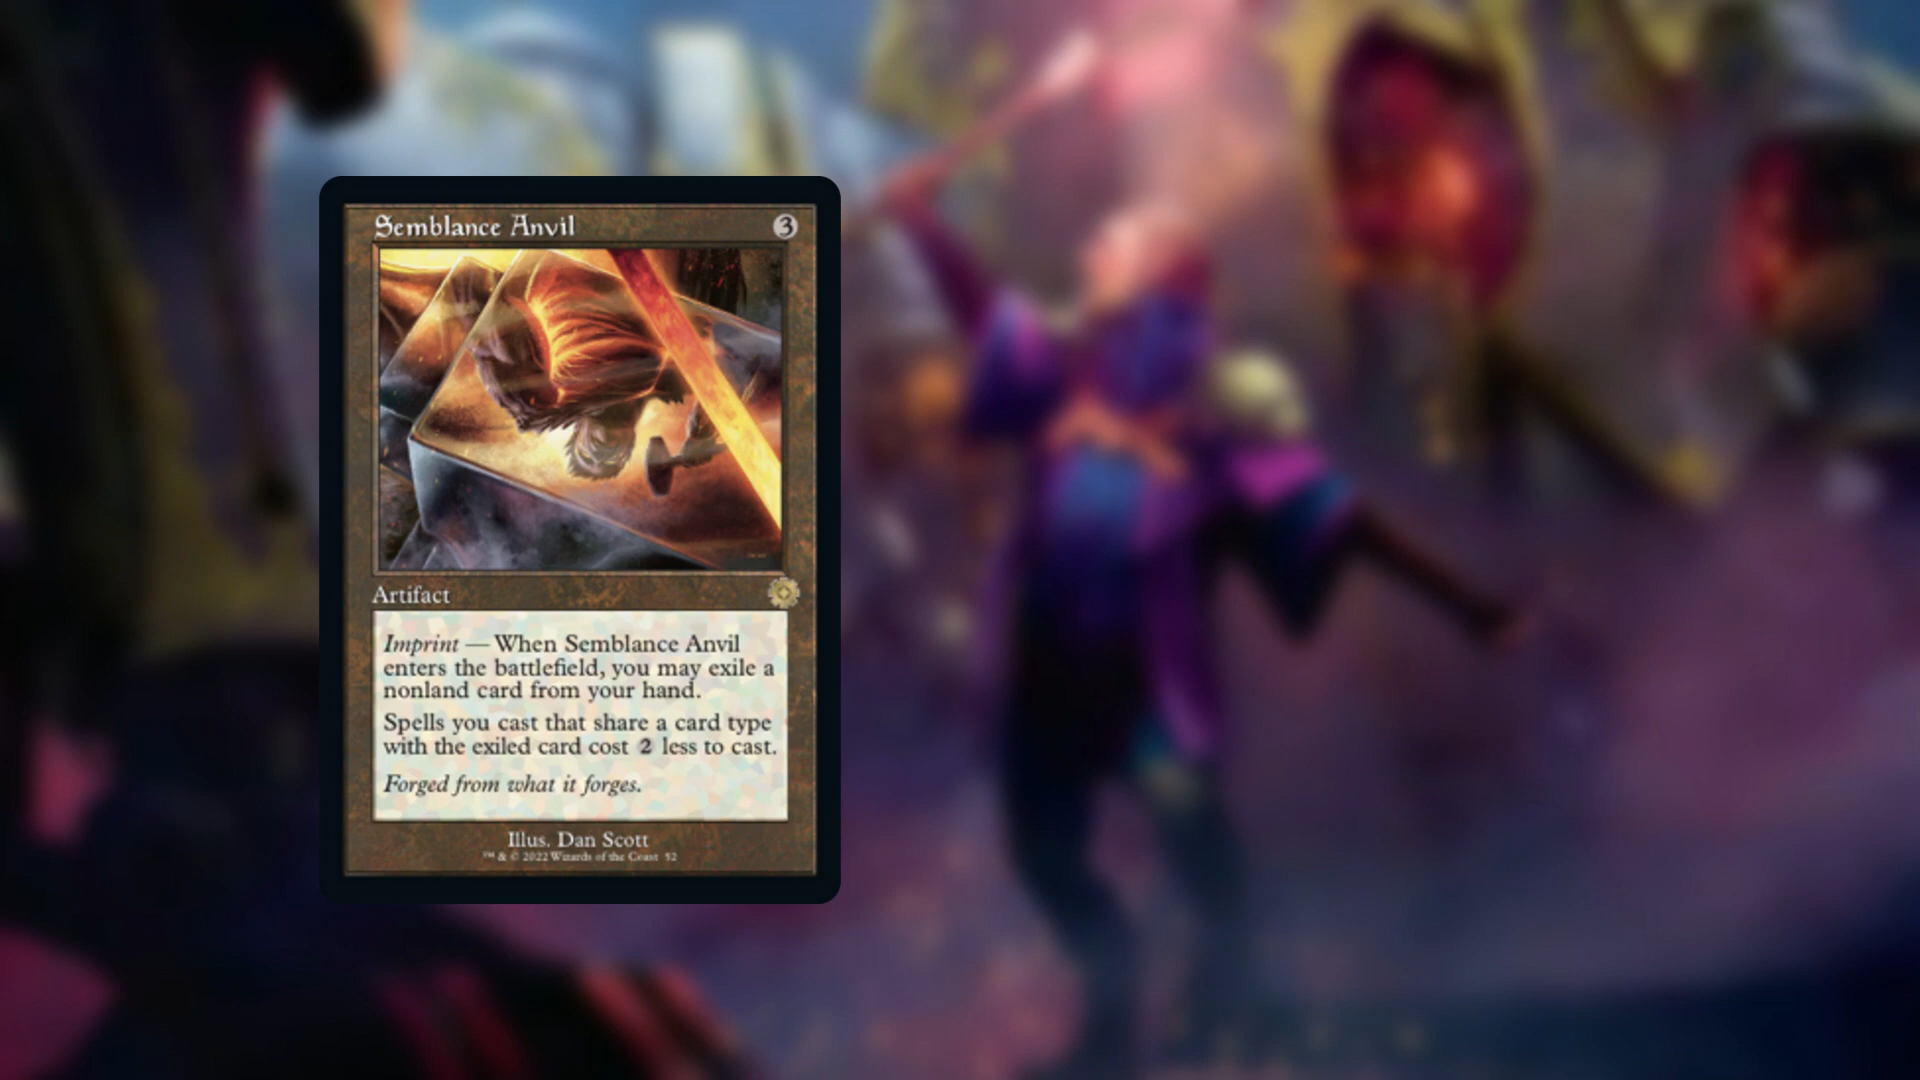 Semblance Anvil 3
Artifact
Imprint — When Semblance Anvil
enters the battlefield, you may exile a
nonland card from your hand.
Spells you cast that share a card type
with the exiled card cost 2 less to cast.
Forged from what it forges.
Illus. Dan Scott
™ & © 2022 Wizards of the Coast 52